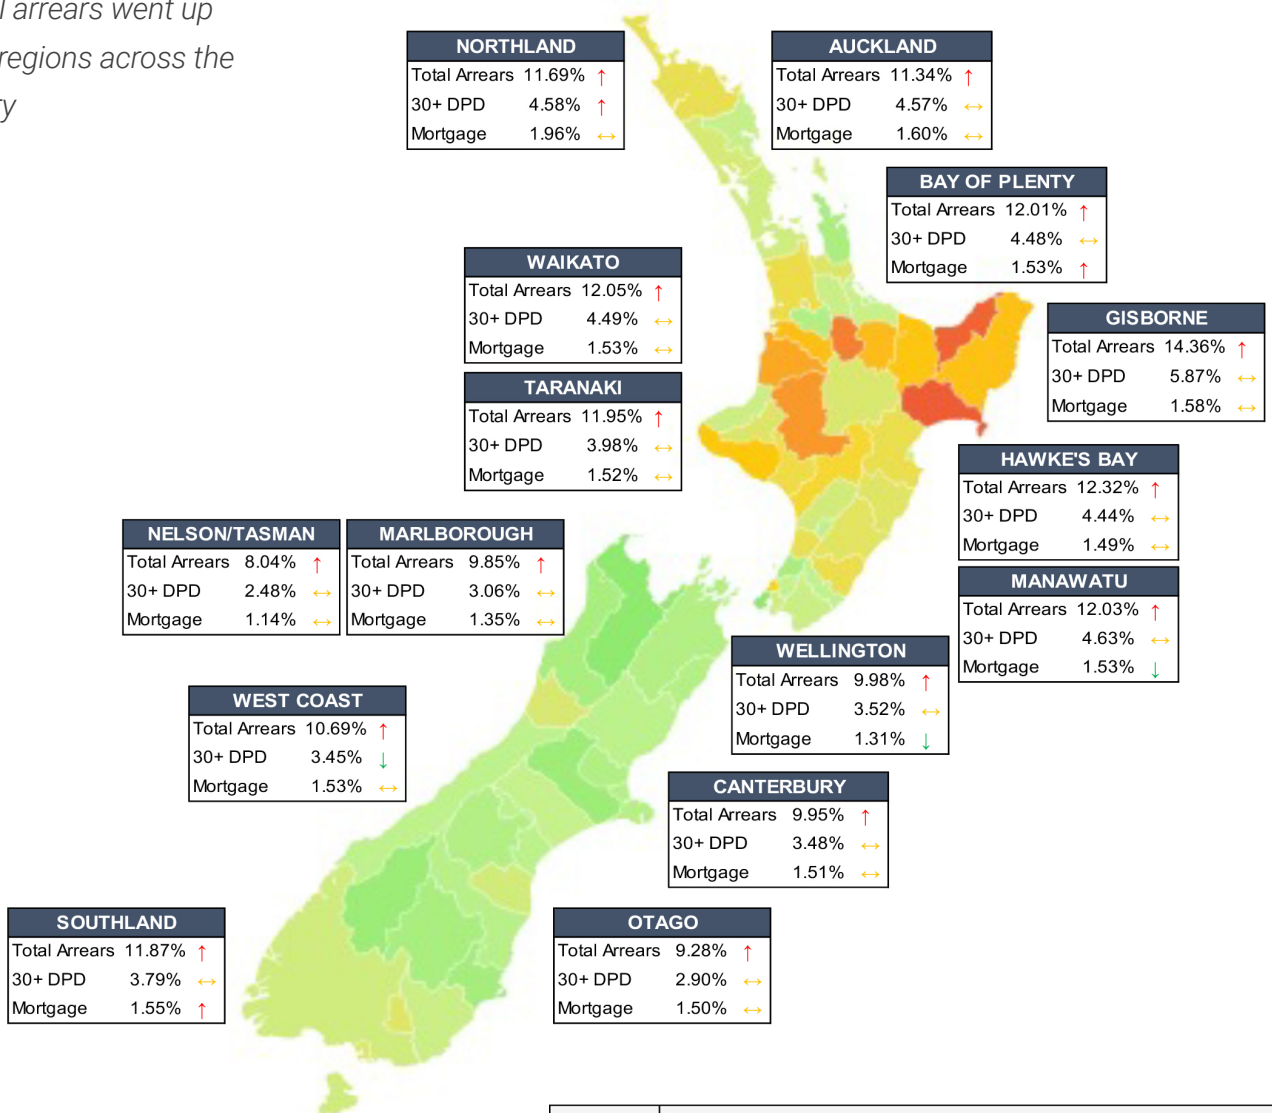 l arrears went up
regions across the
y
NORTHLAND
Total Arrears 11.69% ↑
30+ DPD 4.58% ↑
Mortgage 1.96% ↔
AUCKLAND
Total Arrears 11.34% ↑
30+ DPD 4.57% ↔
Mortgage 1.60% ↔
BAY OF PLENTY
Total Arrears 12.01% ↑
30+ DPD 4.48% ↔
Mortgage 1.53% ↑
WAIKATO
Total Arrears 12.05% ↑
30+ DPD 4.49% ↔
Mortgage 1.53% ↔
GISBORNE
Total Arrears 14.36% ↑
30+ DPD 5.87% ↔
Mortgage 1.58% ↔
TARANAKI
Total Arrears 11.95% ↑
30+ DPD 3.98% ↔
Mortgage 1.52% ↔
HAWKE'S BAY
Total Arrears 12.32% ↑
30+ DPD 4.44% ↔
Mortgage 1.49% ↔
NELSON/TASMAN
Total Arrears 8.04% ↑
30+ DPD 2.48% ↔
Mortgage 1.14% ↔
MARLBOROUGH
Total Arrears 9.85% ↑
30+ DPD 3.06% ↔
Mortgage 1.35% ↔
MANAWATU
Total Arrears 12.03% ↑
30+ DPD 4.63% ↔
Mortgage 1.53% ↓
WELLINGTON
Total Arrears 9.98% ↑
30+ DPD 3.52% ↔
Mortgage 1.31% ↓
WEST COAST
Total Arrears 10.69% ↑
30+ DPD 3.45% ↓
Mortgage 1.53% ↔
CANTERBURY
Total Arrears 9.95% ↑
30+ DPD 3.48% ↔
Mortgage 1.51% ↔
SOUTHLAND
Total Arrears 11.87% ↑
30+ DPD 3.79% ↔
Mortgage 1.55% ↑
OTAGO
Total Arrears 9.28% ↑
30+ DPD 2.90% ↔
Mortgage 1.50% ↔